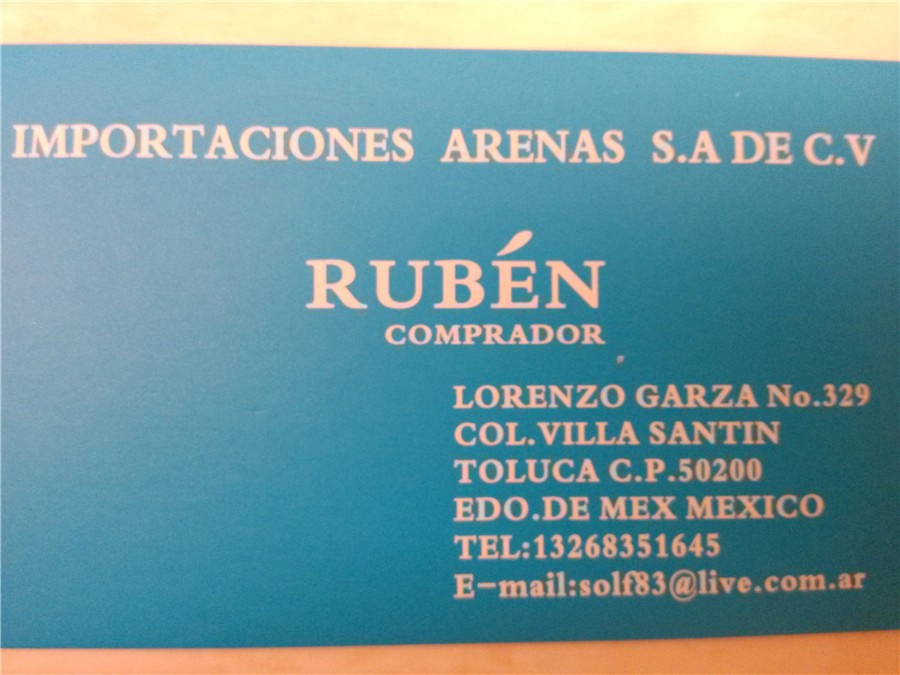 IMPORTACIONES ARENAS S.A DE C.V
RUBÉN
COMPRADOR
LORENZO GARZA No.329
COL.VILLA SANTIN
TOLUCA C.P.50200
EDO.DE MEX MEXICO
TEL:13268351645
E-mail:solf83@live.com.ar